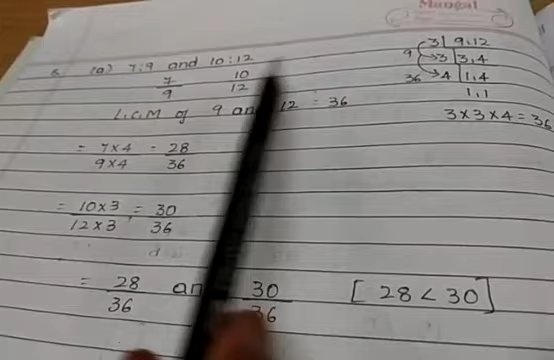 Mangal
(a) 7:9 and 10:12
7/9 10/12
L.C.M of 9 an 12 = 36
= 7×4/9×4 = 28/36
= 10×3/12×3 = 30/36
= 28/36 an 30/36 [28 < 30]
3 | 9,12
9 3 | 3,4
36 4 | 1,4
1,1
3×3×4 = 36